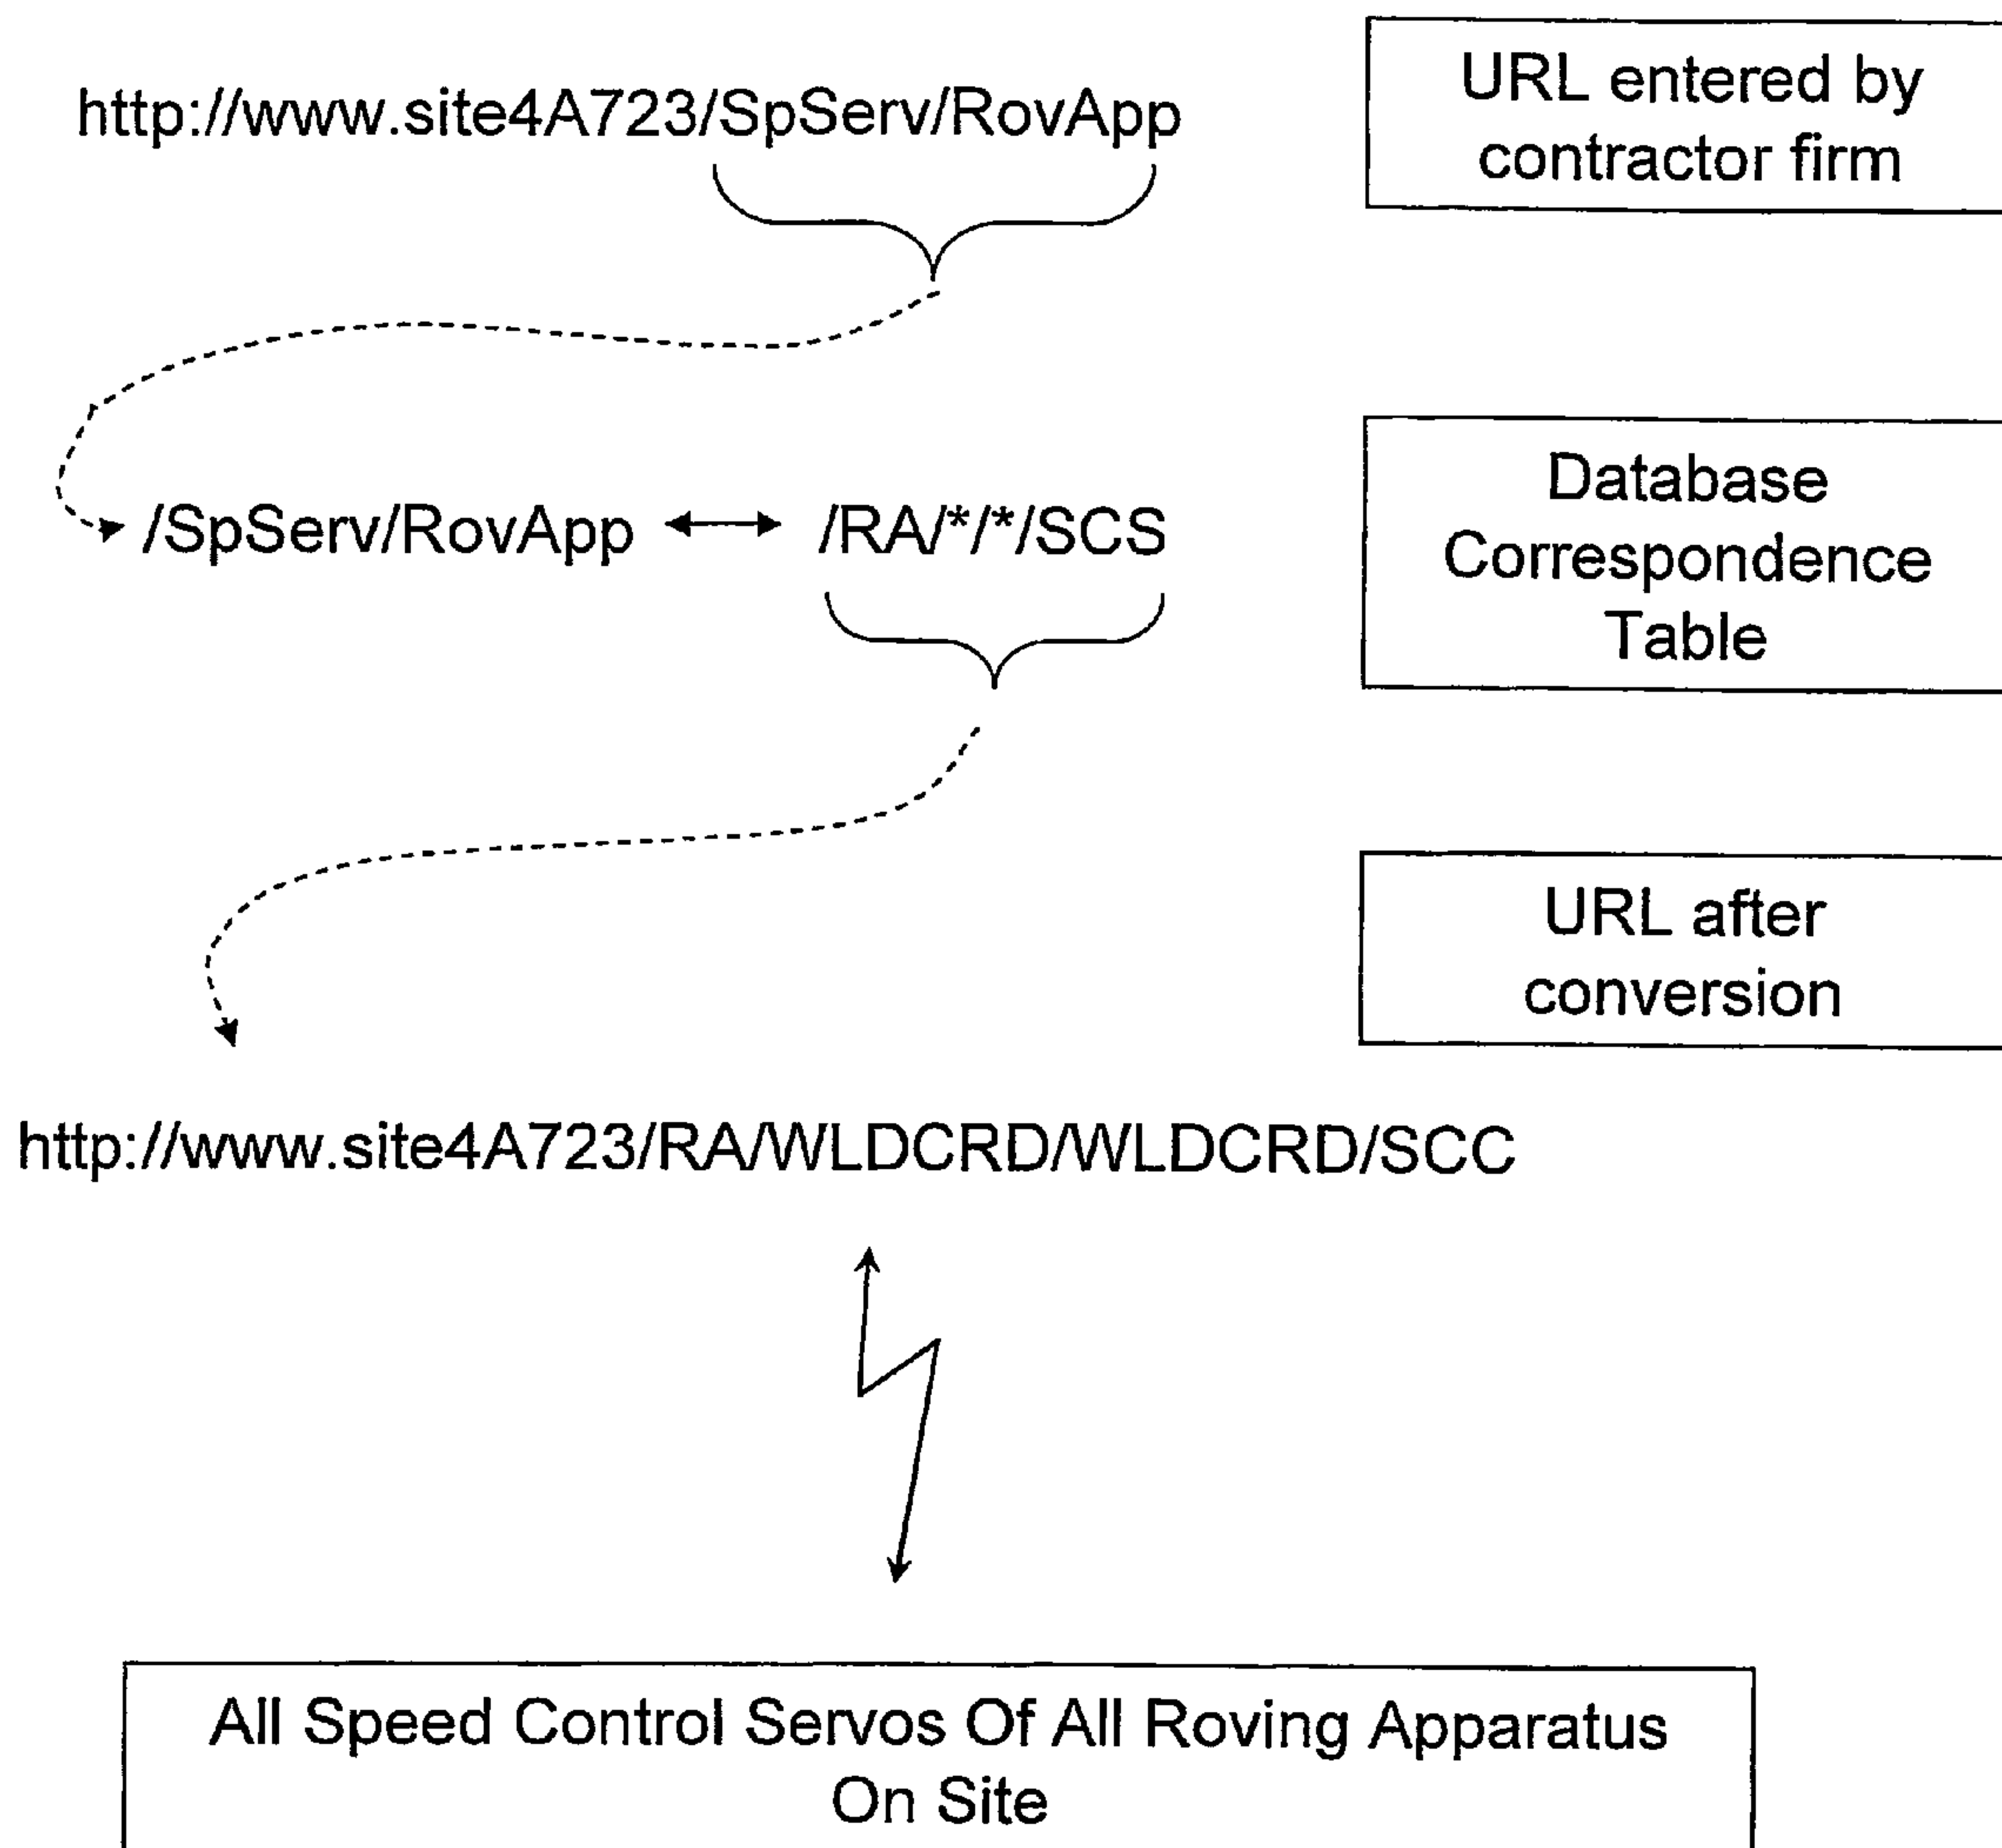 http://www.site4A723/SpServ/RovApp
URL entered by
contractor firm
/SpServ/RovApp
/RA/*/*/SCS
Database
Correspondence
Table
URL after
conversion
http://www.site4A723/RA/WLDCRD/WLDCRD/SCC
All Speed Control Servos Of All Roving Apparatus
On Site